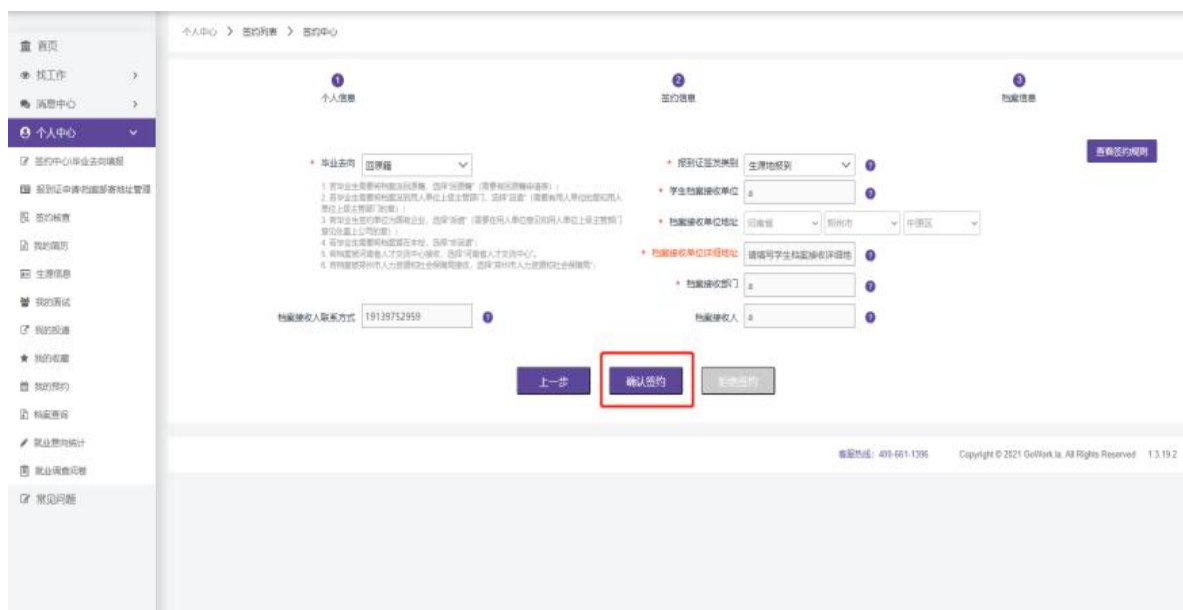 个人中心 > 签约列表 > 签约中心
首页
找工作
消息中心
个人中心
签约中心/毕业去向填报
报到证申请/档案邮寄地址管理
签约核查
我的简历
生源信息
我的面试
我的投递
我的收藏
我的预约
档案查询
就业意向统计
就业调查问卷
常见问题
1 个人信息
2 签约信息
3 档案信息
查看签约规则
* 毕业去向 回原籍
* 报到证签发类别 生源地报到
* 学生档案接收单位 a
* 档案接收单位地址 河南省 郑州市 中原区
* 档案接收单位详细地址 请填写学生档案接收详细地
* 档案接收部门 a
档案接收人联系方式 19139752959
档案接收人 a
上一步
确认签约
拒绝签约
客服热线: 400-661-1396
Copyright © 2021 GoWork.la. All Rights Reserved 1.3.19.2